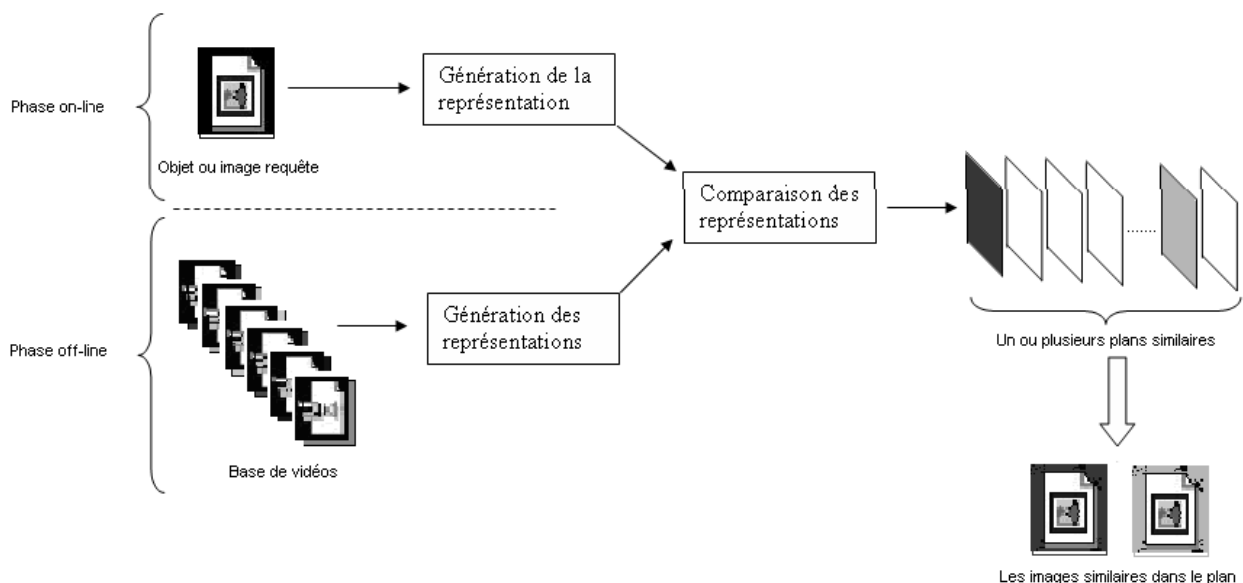 Phase on-line
Objet ou image requête
Génération de la
représentation
Comparaison des
représentations
Phase off-line
Base de vidéos
Génération des
représentations
........
Un ou plusieurs plans similaires
Les images similaires dans le plan